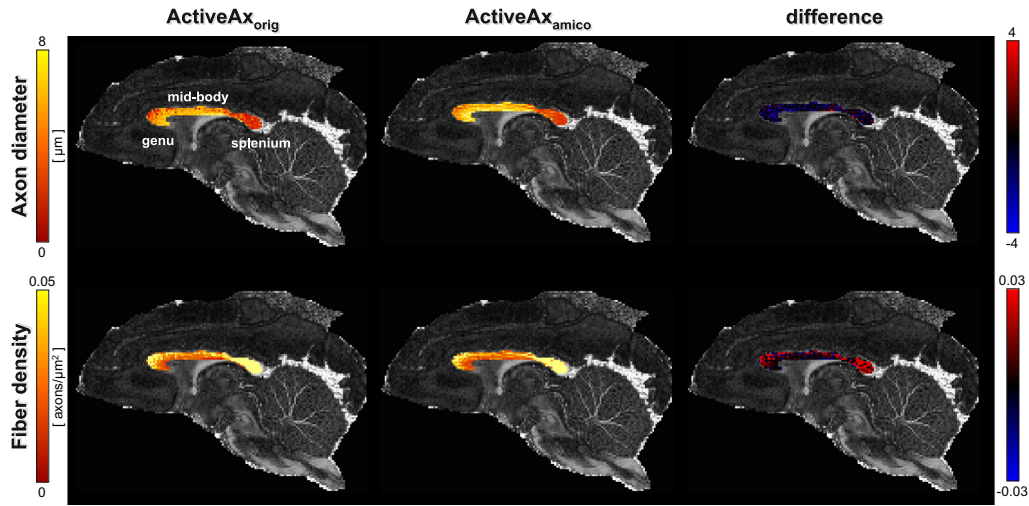 ActiveAxorig
ActiveAxamico
difference
Axon diameter
[ μm ]
8
0
mid-body
genu
splenium
4
-4
Fiber density
[ axons/μm² ]
0.05
0
0.03
-0.03